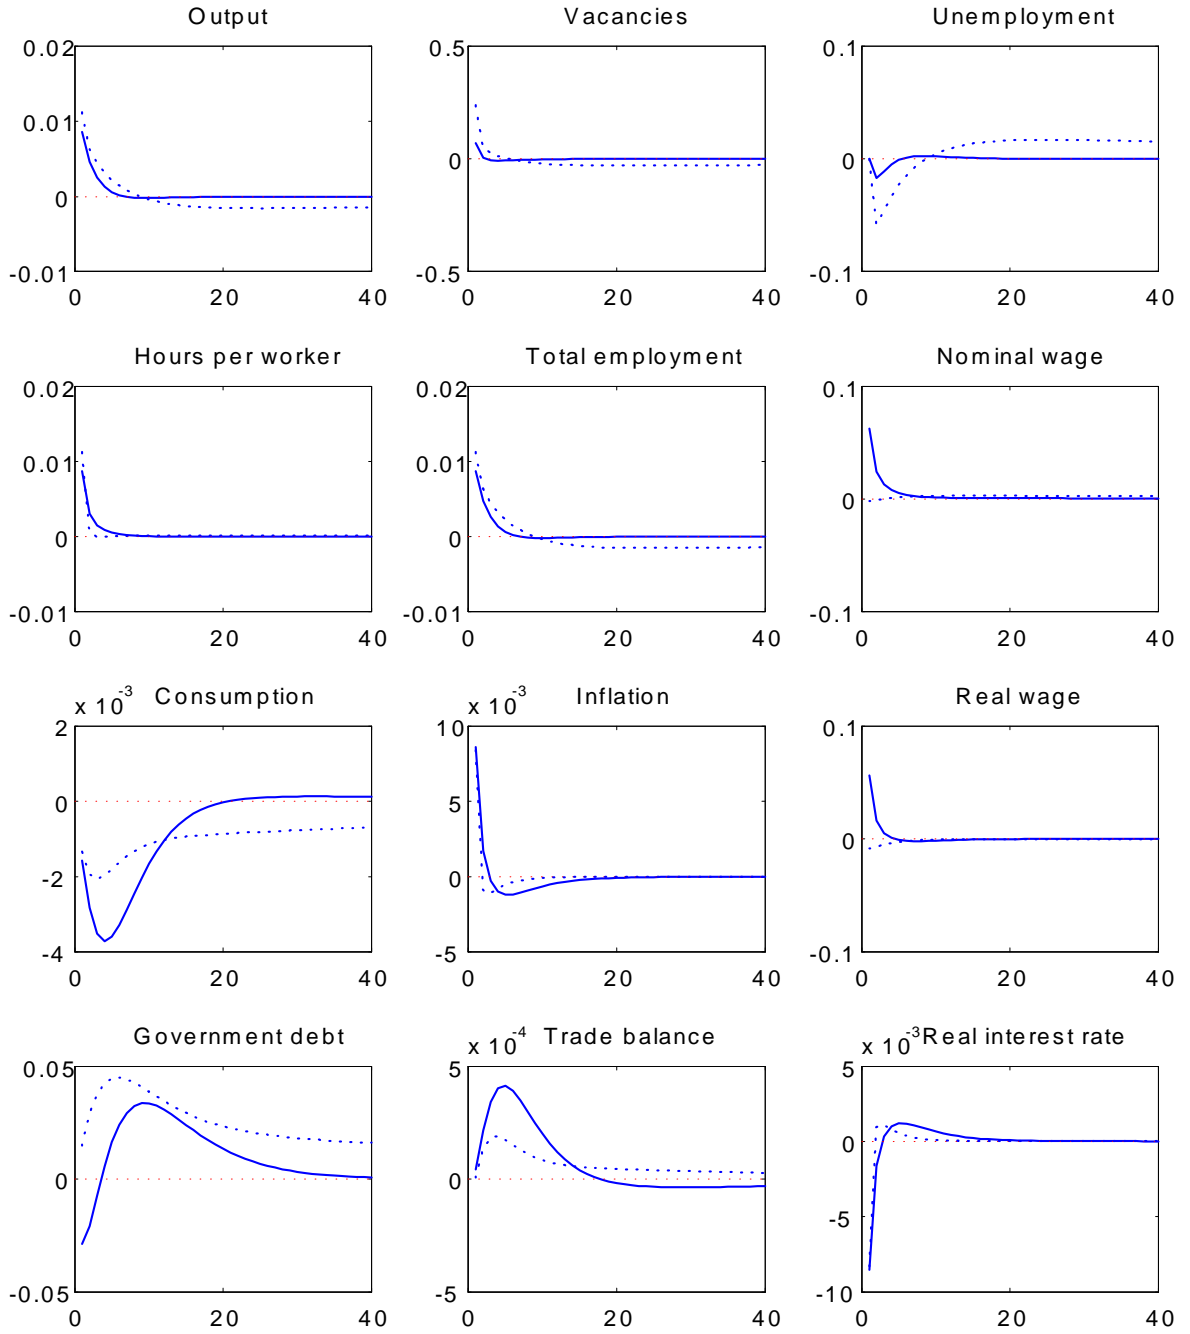 Output
Vacancies
Unemployment
0.02
0.01
0
-0.01
0 20 40
0.5
0
-0.5
0 20 40
0.1
0
-0.1
0 20 40
Hours per worker
Total employment
Nominal wage
0.02
0.01
0
-0.01
0 20 40
0.02
0.01
0
-0.01
0 20 40
0.1
0
-0.1
0 20 40
x 10^-3 Consumption
x 10^-3 Inflation
Real wage
2
0
-2
-4
0 20 40
10
5
0
-5
0 20 40
0.1
0
-0.1
0 20 40
Government debt
x 10^-4 Trade balance
x 10^-3 Real interest rate
0.05
0
-0.05
0 20 40
5
0
-5
0 20 40
5
0
-5
-10
0 20 40